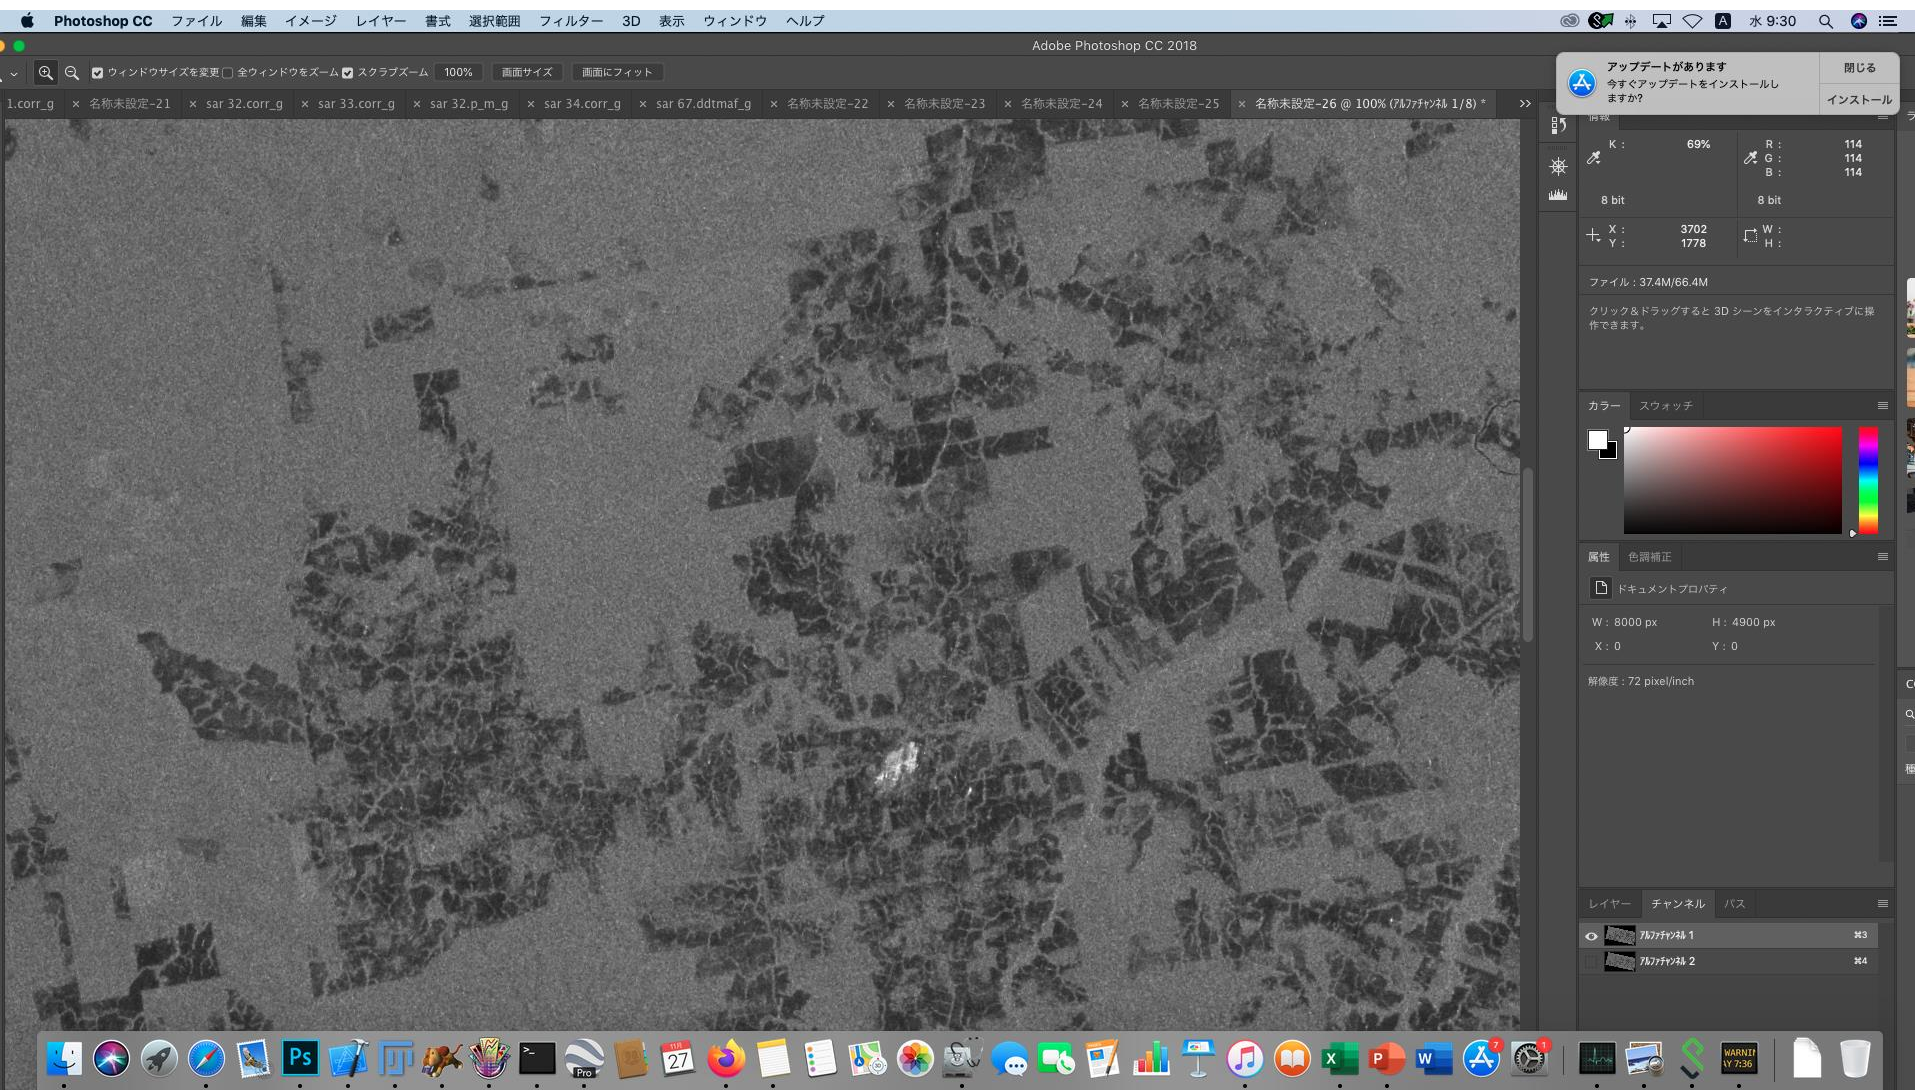 Photoshop CC ファイル 編集 イメージ レイヤー 書式 選択範囲 フィルター 3D 表示 ウィンドウ ヘルプ A 水 9:30
Adobe Photoshop CC 2018
ウィンドウサイズを変更 全ウィンドウをズーム スクラブズーム 100% 画面サイズ 画面にフィット
アップデートがあります
今すぐアップデートをインストールし
ますか?
閉じる
インストール
1.corr_g × 名称未設定-21 × sar 32.corr_g × sar 33.corr_g × sar 32.p_m_g × sar 34.corr_g × sar 67.ddtmaf_g × 名称未設定-22 × 名称未設定-23 × 名称未設定-24 × 名称未設定-25 × 名称未設定-26 @ 100% (ｱﾙﾌｧﾁｬﾝﾈﾙ 1/8) * >>
情報
K : 69% R : 114
G : 114
B : 114
8 bit 8 bit
X : 3702 W :
Y : 1778 H :
ファイル : 37.4M/66.4M
クリック＆ドラッグすると 3D シーンをインタラクティブに操
作できます。
カラー スウォッチ
属性 色調補正
ドキュメントプロパティ
W : 8000 px H : 4900 px
X : 0 Y : 0
解像度 : 72 pixel/inch
レイヤー チャンネル パス
ｱﾙﾌｧﾁｬﾝﾈﾙ 1 ⌘3
ｱﾙﾌｧﾁｬﾝﾈﾙ 2 ⌘4
Ps
Pro
11月
27
30
X
P
W
7
1
WARNIN
7:36